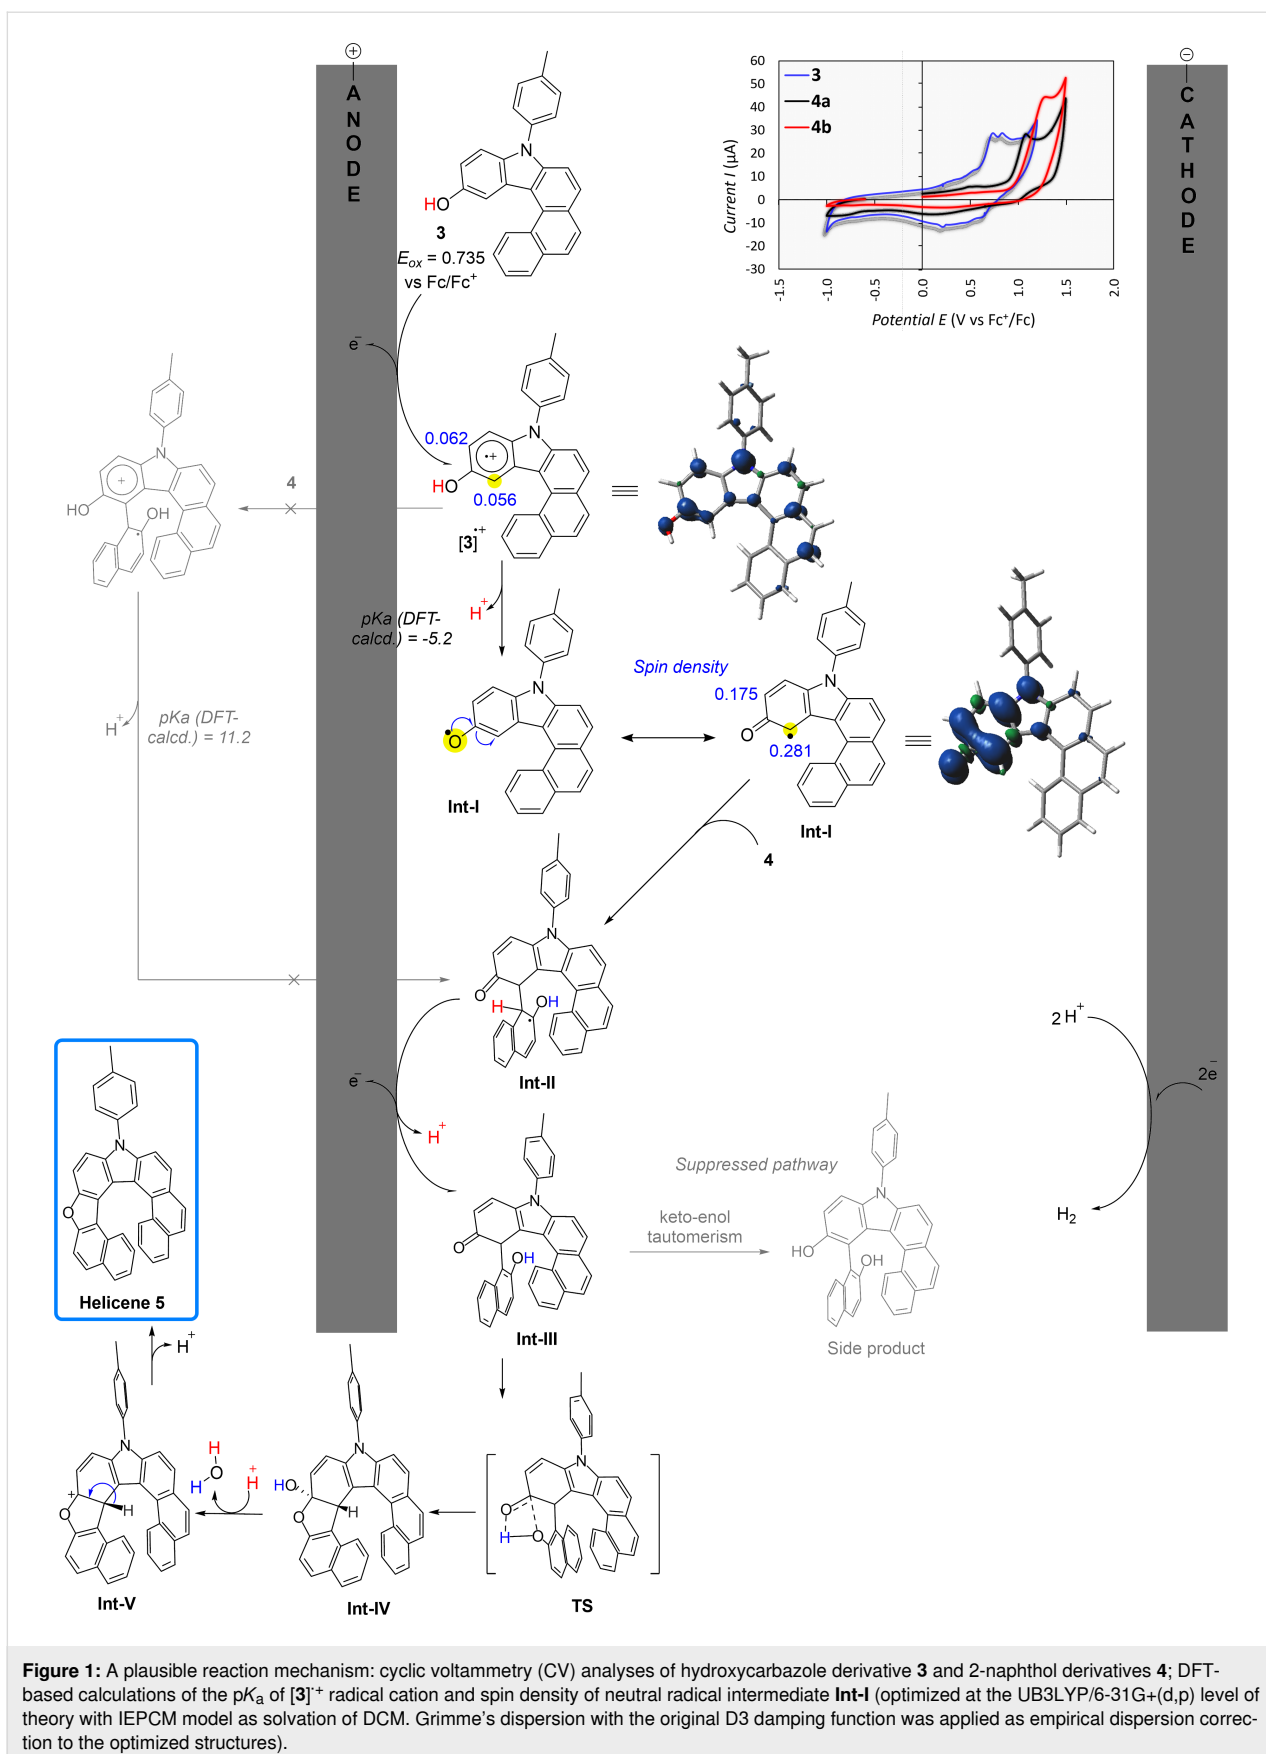 ⊕
ANODE
⊖
CATHODE
3
4a
4b
60
50
40
30
20
10
0
-10
-20
-30
Current I (µA)
-1.5
-1.0
-0.5
0.0
0.5
1.0
1.5
2.0
Potential E (V vs Fc⁺/Fc)
N
HO
3
Eₒₓ = 0.735
vs Fc/Fc⁺
e⁻
N
0.062
·+
HO
0.056
[3]·⁺
N
+
HO
OH
4
H⁺
pKa (DFT-
calcd.) = -5.2
N
O
Int-I
Spin density
N
0.175
O
0.281
Int-I
H⁺
pKa (DFT-
calcd.) = 11.2
4
N
O
H
OH
Int-II
2 H⁺
2e⁻
H₂
e⁻
H⁺
N
O
Helicene 5
N
O
OH
Int-III
Suppressed pathway
keto-enol
tautomerism
N
HO
OH
Side product
H⁺
N
+
O
H
Int-V
H
H
O
H⁺
N
HO
H
O
Int-IV
N
O
H
O
TS
Figure 1: A plausible reaction mechanism: cyclic voltammetry (CV) analyses of hydroxycarbazole derivative 3 and 2-naphthol derivatives 4; DFT-
based calculations of the pKₐ of [3]·⁺ radical cation and spin density of neutral radical intermediate Int-I (optimized at the UB3LYP/6-31G+(d,p) level of
theory with IEPCM model as solvation of DCM. Grimme's dispersion with the original D3 damping function was applied as empirical dispersion correc-
tion to the optimized structures).